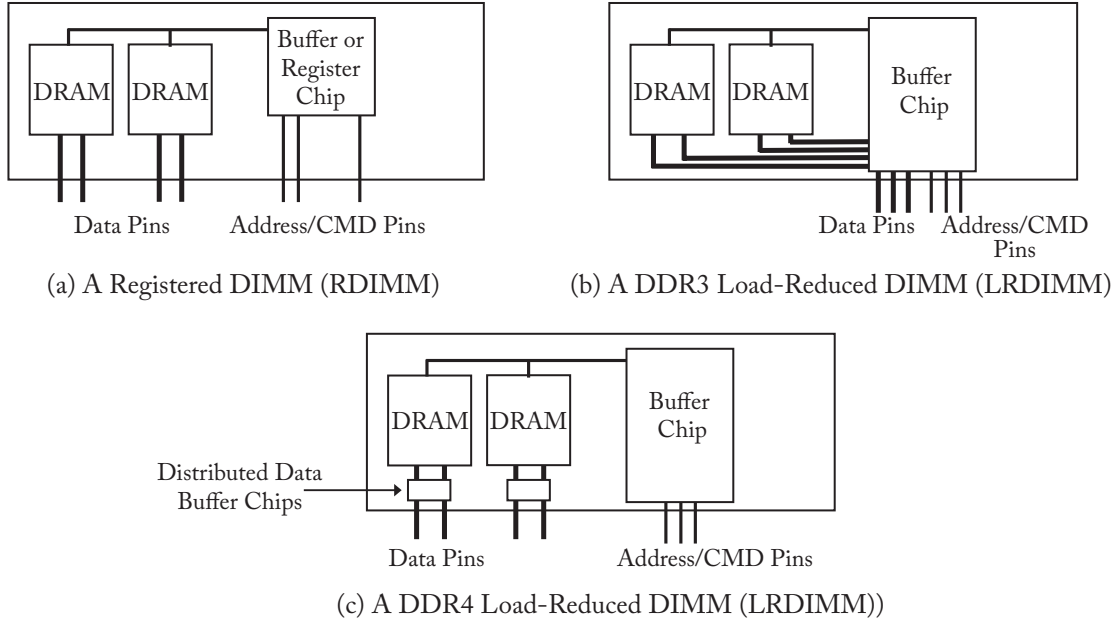 DRAM
DRAM
Buffer or
Register
Chip
Data Pins
Address/CMD Pins
(a) A Registered DIMM (RDIMM)
DRAM
DRAM
Buffer
Chip
Data Pins
Address/CMD
Pins
(b) A DDR3 Load-Reduced DIMM (LRDIMM)
DRAM
DRAM
Buffer
Chip
Distributed Data
Buffer Chips
Data Pins
Address/CMD Pins
(c) A DDR4 Load-Reduced DIMM (LRDIMM))